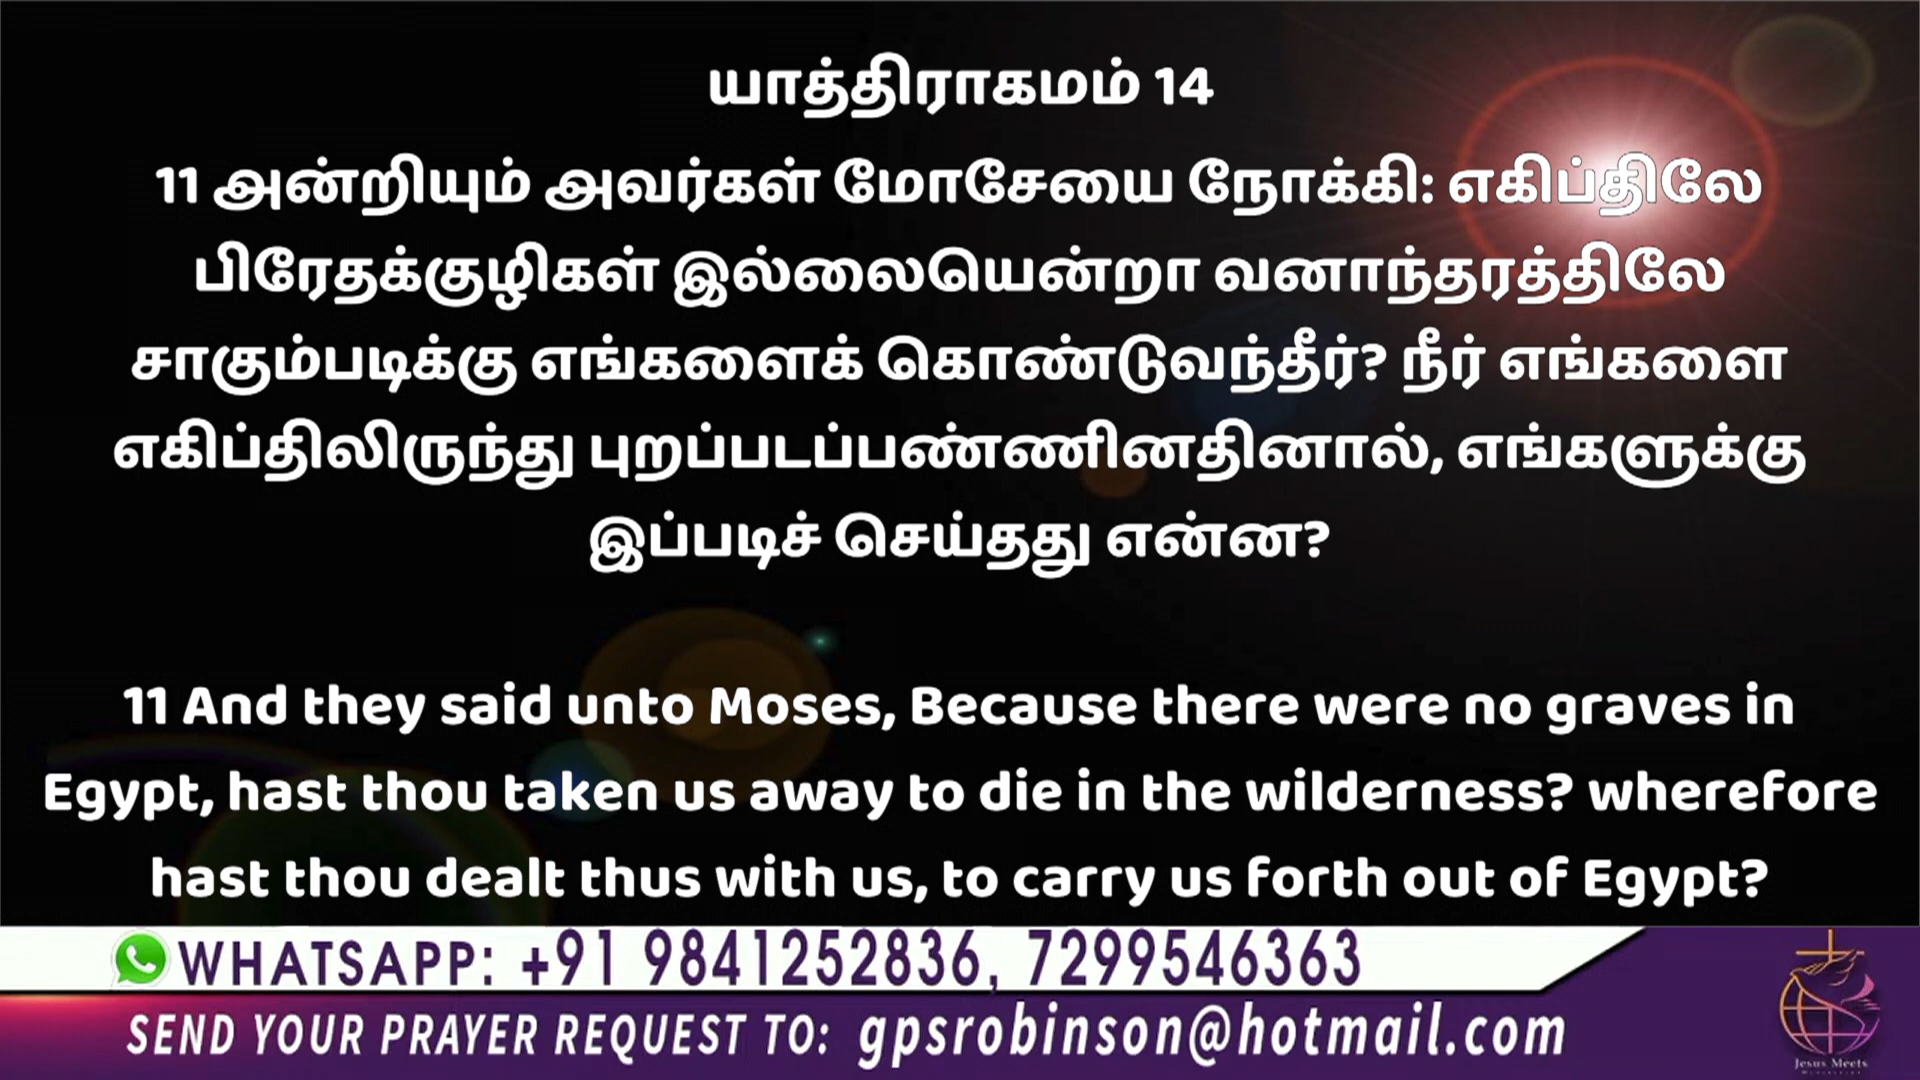 யாத்திராகமம் 14
11 அன்றியும் அவர்கள் மோசேயை நோக்கி: எகிப்திலே
பிரேதக்குழிகள் இல்லையென்றா வனாந்தரத்திலே
சாகும்படிக்கு எங்களைக் கொண்டுவந்தீர்? நீர் எங்களை
எகிப்திலிருந்து புறப்படப்பண்ணினதினால், எங்களுக்கு
இப்படிச் செய்தது என்ன?
11 And they said unto Moses, Because there were no graves in
Egypt, hast thou taken us away to die in the wilderness? wherefore
hast thou dealt thus with us, to carry us forth out of Egypt?
WHATSAPP: +91 9841252836, 7299546363
SEND YOUR PRAYER REQUEST TO: gpsrobinson@hotmail.com
Jesus Meets